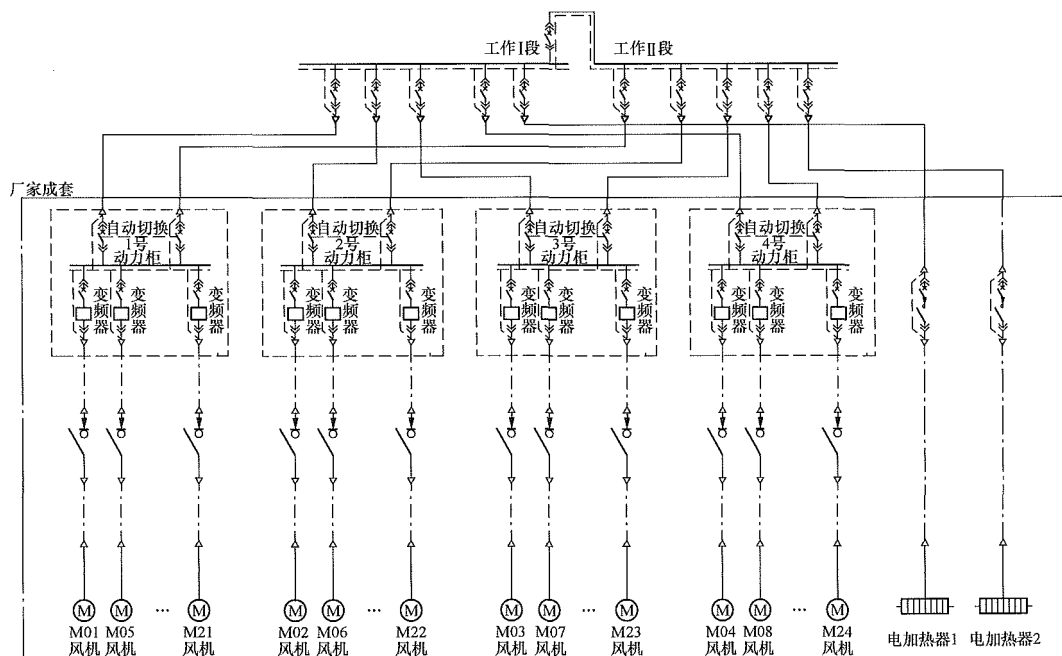 工作Ⅰ段
工作Ⅱ段
厂家成套
自动切换
1号
动力柜
自动切换
2号
动力柜
自动切换
3号
动力柜
自动切换
4号
动力柜
变频器
变频器
变频器
变频器
变频器
变频器
变频器
变频器
变频器
变频器
变频器
变频器
M M … M
M M … M
M M … M
M M … M
M01 M05 M21
风机 风机 风机
M02 M06 M22
风机 风机 风机
M03 M07 M23
风机 风机 风机
M04 M08 M24
风机 风机 风机
电加热器1
电加热器2